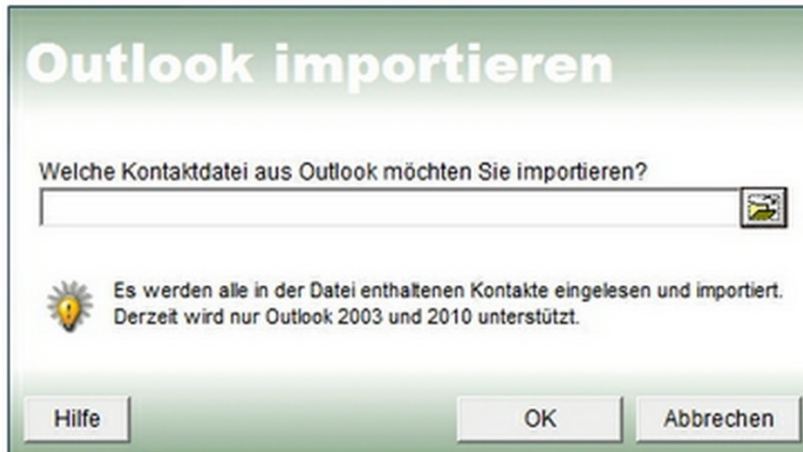 Outlook importieren
Welche Kontaktdatei aus Outlook möchten Sie importieren?
Es werden alle in der Datei enthaltenen Kontakte eingelesen und importiert.
Derzeit wird nur Outlook 2003 und 2010 unterstützt.
Hilfe
OK
Abbrechen